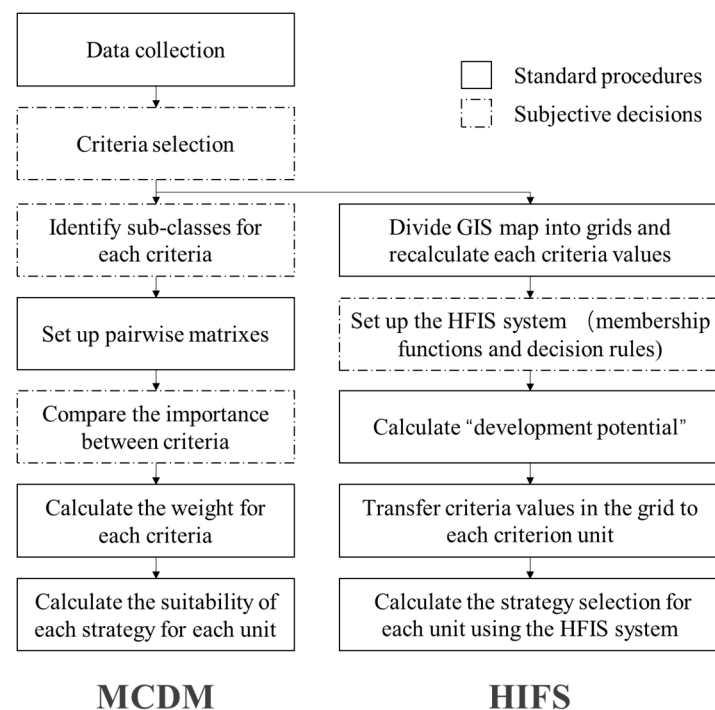 Data collection
Standard procedures
Subjective decisions
Criteria selection
Identify sub-classes for
each criteria
Divide GIS map into grids and
recalculate each criteria values
Set up pairwise matrixes
Set up the HFIS system （membership
functions and decision rules)
Compare the importance
between criteria
Calculate “development potential”
Calculate the weight for
each criteria
Transfer criteria values in the grid to
each criterion unit
Calculate the suitability of
each strategy for each unit
Calculate the strategy selection for
each unit using the HFIS system
MCDM
HIFS